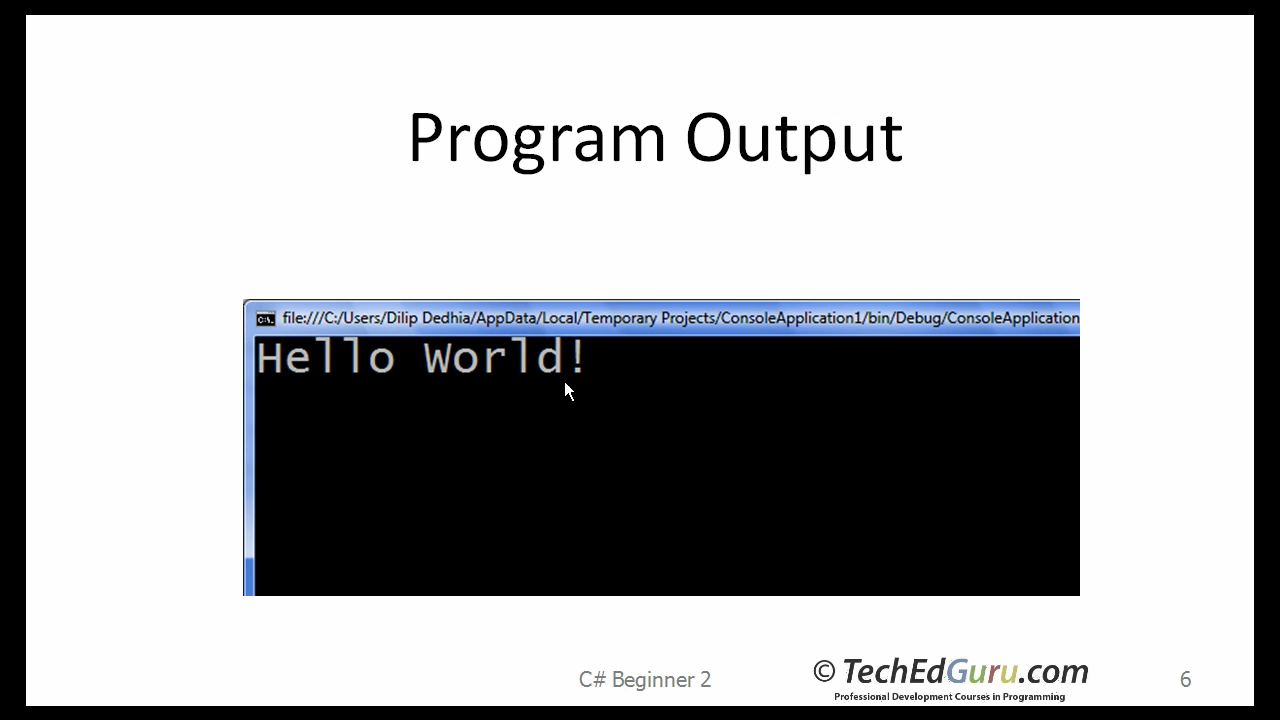 Program Output
C:\. file:///C:/Users/Dilip Dedhia/AppData/Local/Temporary Projects/ConsoleApplication1/bin/Debug/ConsoleApplication
Hello World!
C# Beginner 2
© TechEdGuru.com
Professional Development Courses in Programming
6